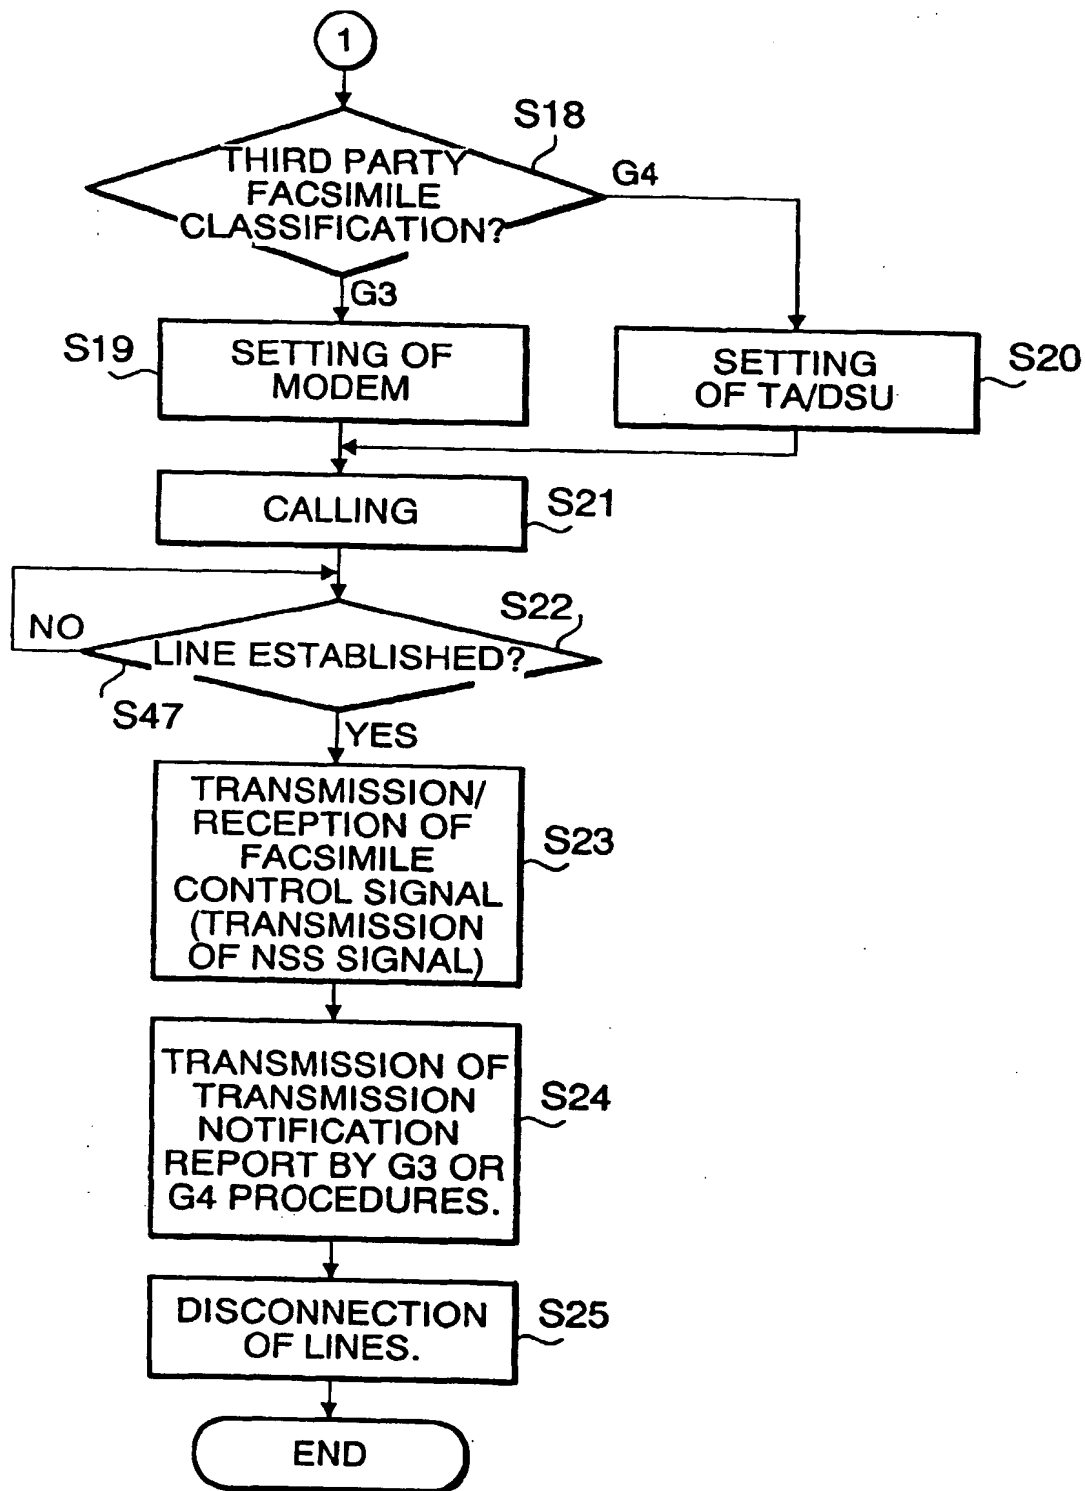 1
S18
THIRD PARTY
FACSIMILE
CLASSIFICATION?
G4
G3
S19
SETTING OF
MODEM
SETTING
OF TA/DSU
S20
CALLING
S21
NO
S22
LINE ESTABLISHED?
S47
YES
TRANSMISSION/
RECEPTION OF
FACSIMILE
CONTROL SIGNAL
(TRANSMISSION
OF NSS SIGNAL)
S23
TRANSMISSION OF
TRANSMISSION
NOTIFICATION
REPORT BY G3 OR
G4 PROCEDURES.
S24
DISCONNECTION
OF LINES.
S25
END